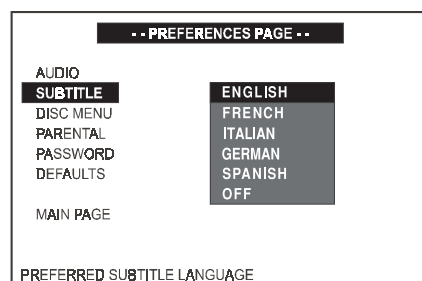 - - PREFERENCES PAGE - -
AUDIO
SUBTITLE
DISC MENU
PARENTAL
PASSWORD
DEFAULTS
MAIN PAGE
ENGLISH
FRENCH
ITALIAN
GERMAN
SPANISH
OFF
PREFERRED SUBTITLE LANGUAGE